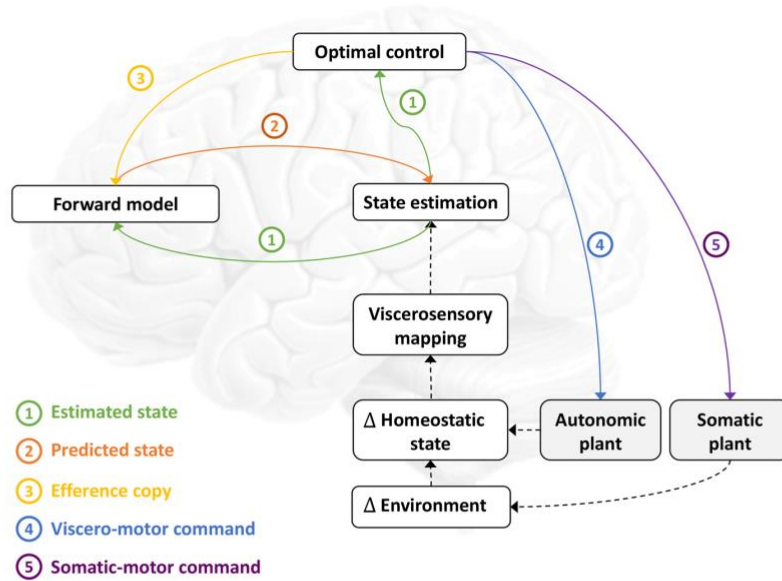 Optimal control
3
1
2
Forward model
State estimation
1
4
5
Viscerosensory
mapping
Δ Homeostatic
state
Autonomic
plant
Somatic
plant
Δ Environment
1 Estimated state
2 Predicted state
3 Efference copy
4 Viscero-motor command
5 Somatic-motor command